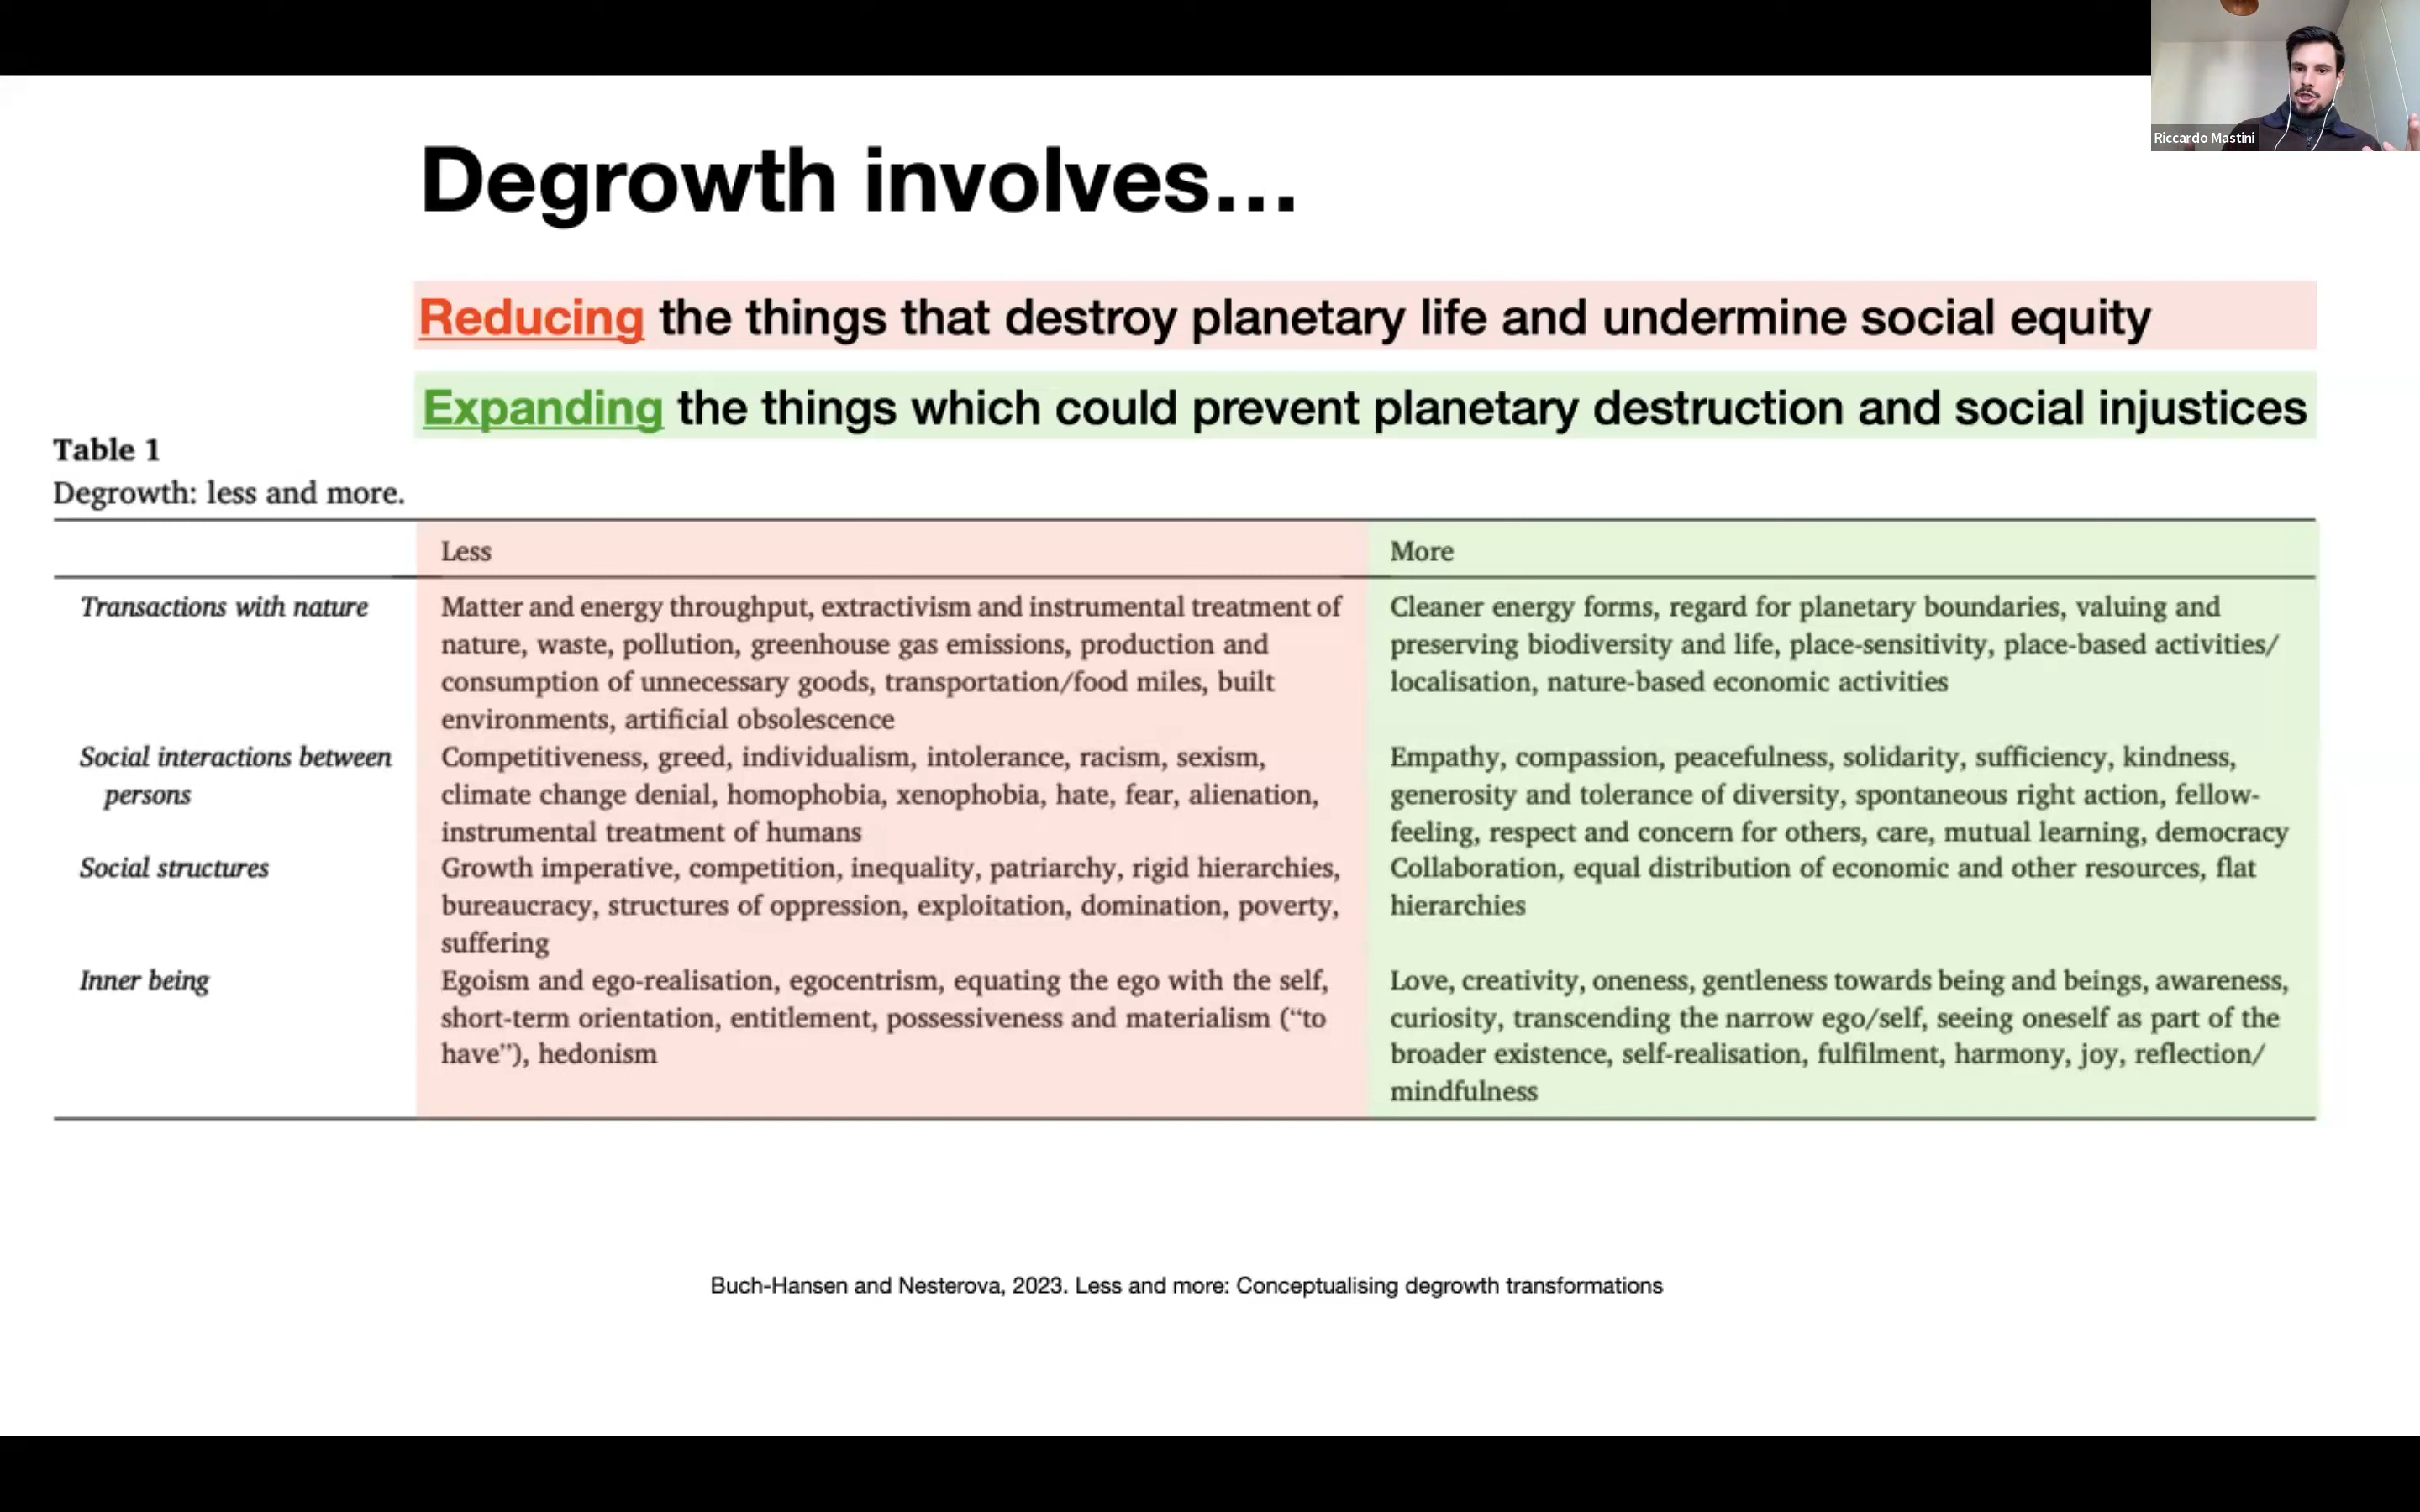 Riccardo Mastini
Degrowth involves...
Reducing the things that destroy planetary life and undermine social equity
Expanding the things which could prevent planetary destruction and social injustices
Table 1
Degrowth: less and more.
Less
More
Transactions with nature
Matter and energy throughput, extractivism and instrumental treatment of
nature, waste, pollution, greenhouse gas emissions, production and
consumption of unnecessary goods, transportation/food miles, built
environments, artificial obsolescence
Cleaner energy forms, regard for planetary boundaries, valuing and
preserving biodiversity and life, place-sensitivity, place-based activities/
localisation, nature-based economic activities
Social interactions between
persons
Competitiveness, greed, individualism, intolerance, racism, sexism,
climate change denial, homophobia, xenophobia, hate, fear, alienation,
instrumental treatment of humans
Empathy, compassion, peacefulness, solidarity, sufficiency, kindness,
generosity and tolerance of diversity, spontaneous right action, fellow-
feeling, respect and concern for others, care, mutual learning, democracy
Social structures
Growth imperative, competition, inequality, patriarchy, rigid hierarchies,
bureaucracy, structures of oppression, exploitation, domination, poverty,
suffering
Collaboration, equal distribution of economic and other resources, flat
hierarchies
Inner being
Egoism and ego-realisation, egocentrism, equating the ego with the self,
short-term orientation, entitlement, possessiveness and materialism (“to
have”), hedonism
Love, creativity, oneness, gentleness towards being and beings, awareness,
curiosity, transcending the narrow ego/self, seeing oneself as part of the
broader existence, self-realisation, fulfilment, harmony, joy, reflection/
mindfulness
Buch-Hansen and Nesterova, 2023. Less and more: Conceptualising degrowth transformations